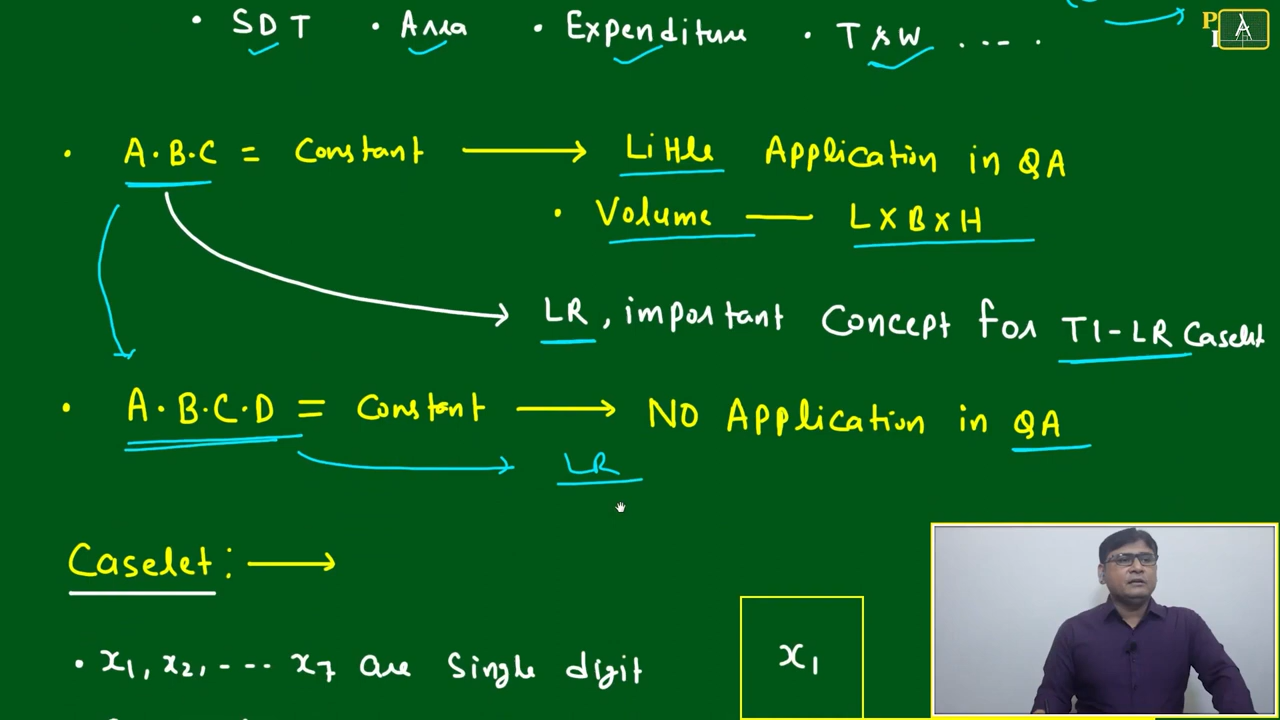 • SDT • Area • Expenditure • T&W ....
P
I
• A·B·C = Constant → Little Application in QA
• Volume — L×B×H
→ LR, important Concept for TI-LR Caselet
• A·B·C·D = Constant → NO Application in QA
→ LR
Caselet: →
• x₁, x₂, --- x₇ are single digit
x₁